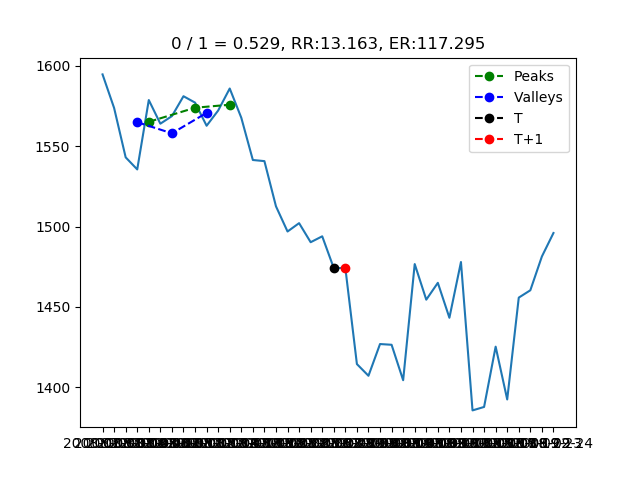 0 / 1 = 0.529, RR:13.163, ER:117.295
1600
1550
1500
1450
1400
Peaks
Valleys
T
T+1